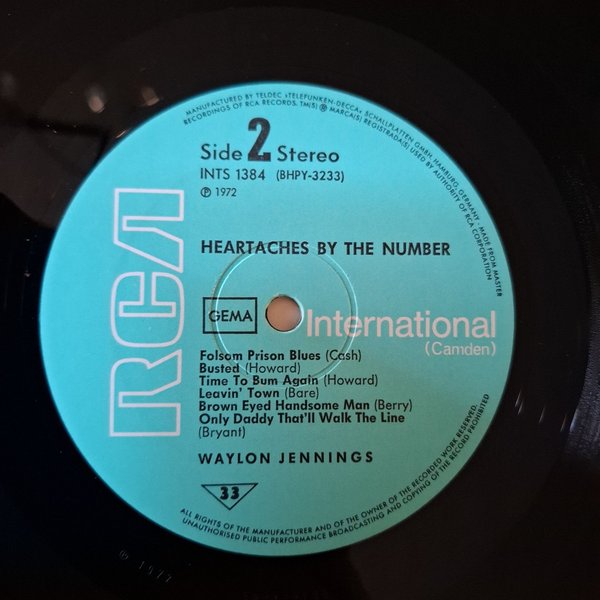 MANUFACTURED BY TELDEC »TELEFUNKEN-DECCA« SCHALLPLATTEN GMBH, HAMBURG, GERMANY · MADE FROM MASTER
RECORDINGS OF RCA RECORDS. TM(S) ® MARCA(S) REGISTRADA(S) USED BY AUTHORITY OF RCA CORPORATION
Side 2 Stereo
INTS 1384 (BHPY-3233)
℗ 1972
RCA
HEARTACHES BY THE NUMBER
GEMA
International
(Camden)
Folsom Prison Blues (Cash)
Busted (Howard)
Time To Bum Again (Howard)
Leavin' Town (Bare)
Brown Eyed Handsome Man (Berry)
Only Daddy That'll Walk The Line
(Bryant)
WAYLON JENNINGS
33
ALL RIGHTS OF THE MANUFACTURER AND OF THE OWNER OF THE RECORDED WORK RESERVED.
UNAUTHORISED PUBLIC PERFORMANCE BROADCASTING AND COPYING OF THE RECORD PROHIBITED